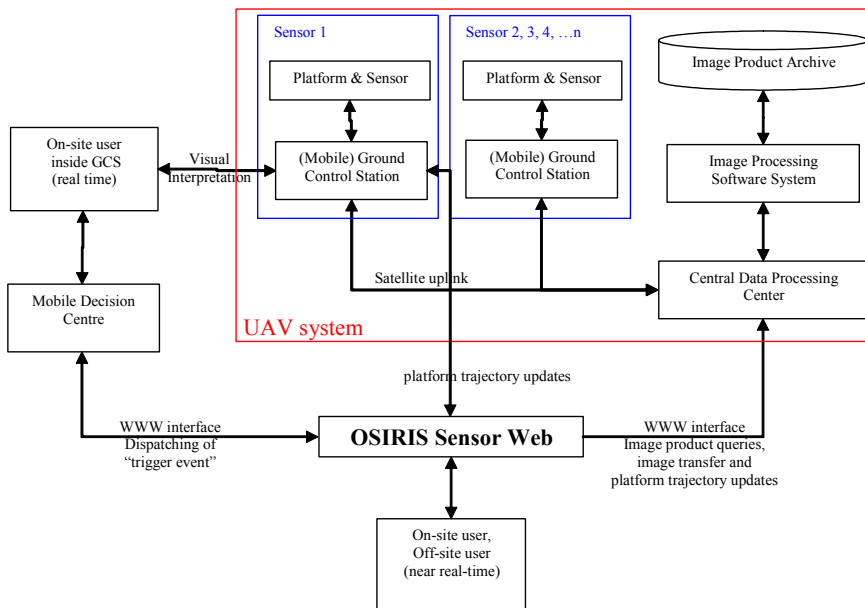 Sensor 1
Sensor 2, 3, 4, …n
Platform & Sensor
Platform & Sensor
Image Product Archive
On-site user
inside GCS
(real time)
Visual
Interpretation
(Mobile) Ground
Control Station
(Mobile) Ground
Control Station
Image Processing
Software System
Satellite uplink
Central Data Processing
Center
Mobile Decision
Centre
UAV system
platform trajectory updates
WWW interface
Dispatching of
“trigger event”
OSIRIS Sensor Web
WWW interface
Image product queries,
image transfer and
platform trajectory updates
On-site user,
Off-site user
(near real-time)